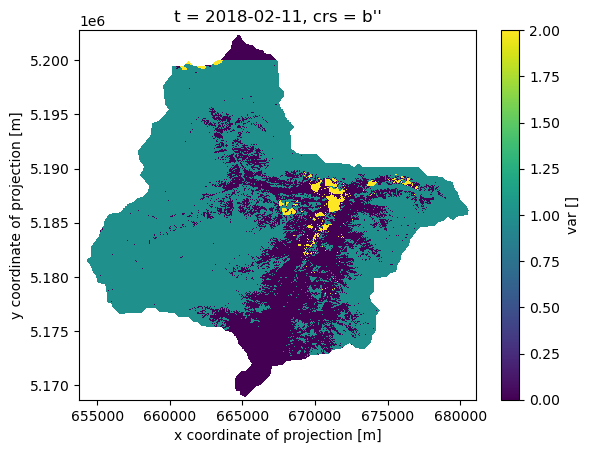 t = 2018-02-11, crs = b''
1e6
5.200
5.195
5.190
5.185
5.180
5.175
5.170
y coordinate of projection [m]
655000 660000 665000 670000 675000 680000
x coordinate of projection [m]
2.00
1.75
1.50
1.25
1.00
0.75
0.50
0.25
0.00
var []